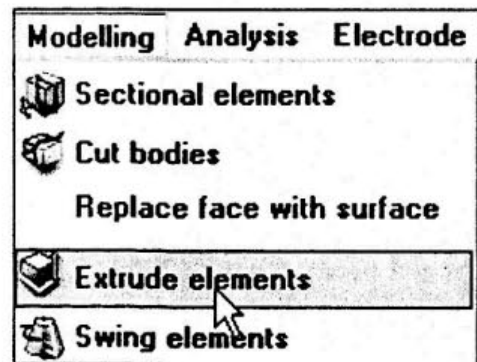 Modelling Analysis Electrode
Sectional elements
Cut bodies
Replace face with surface
Extrude elements
Swing elements